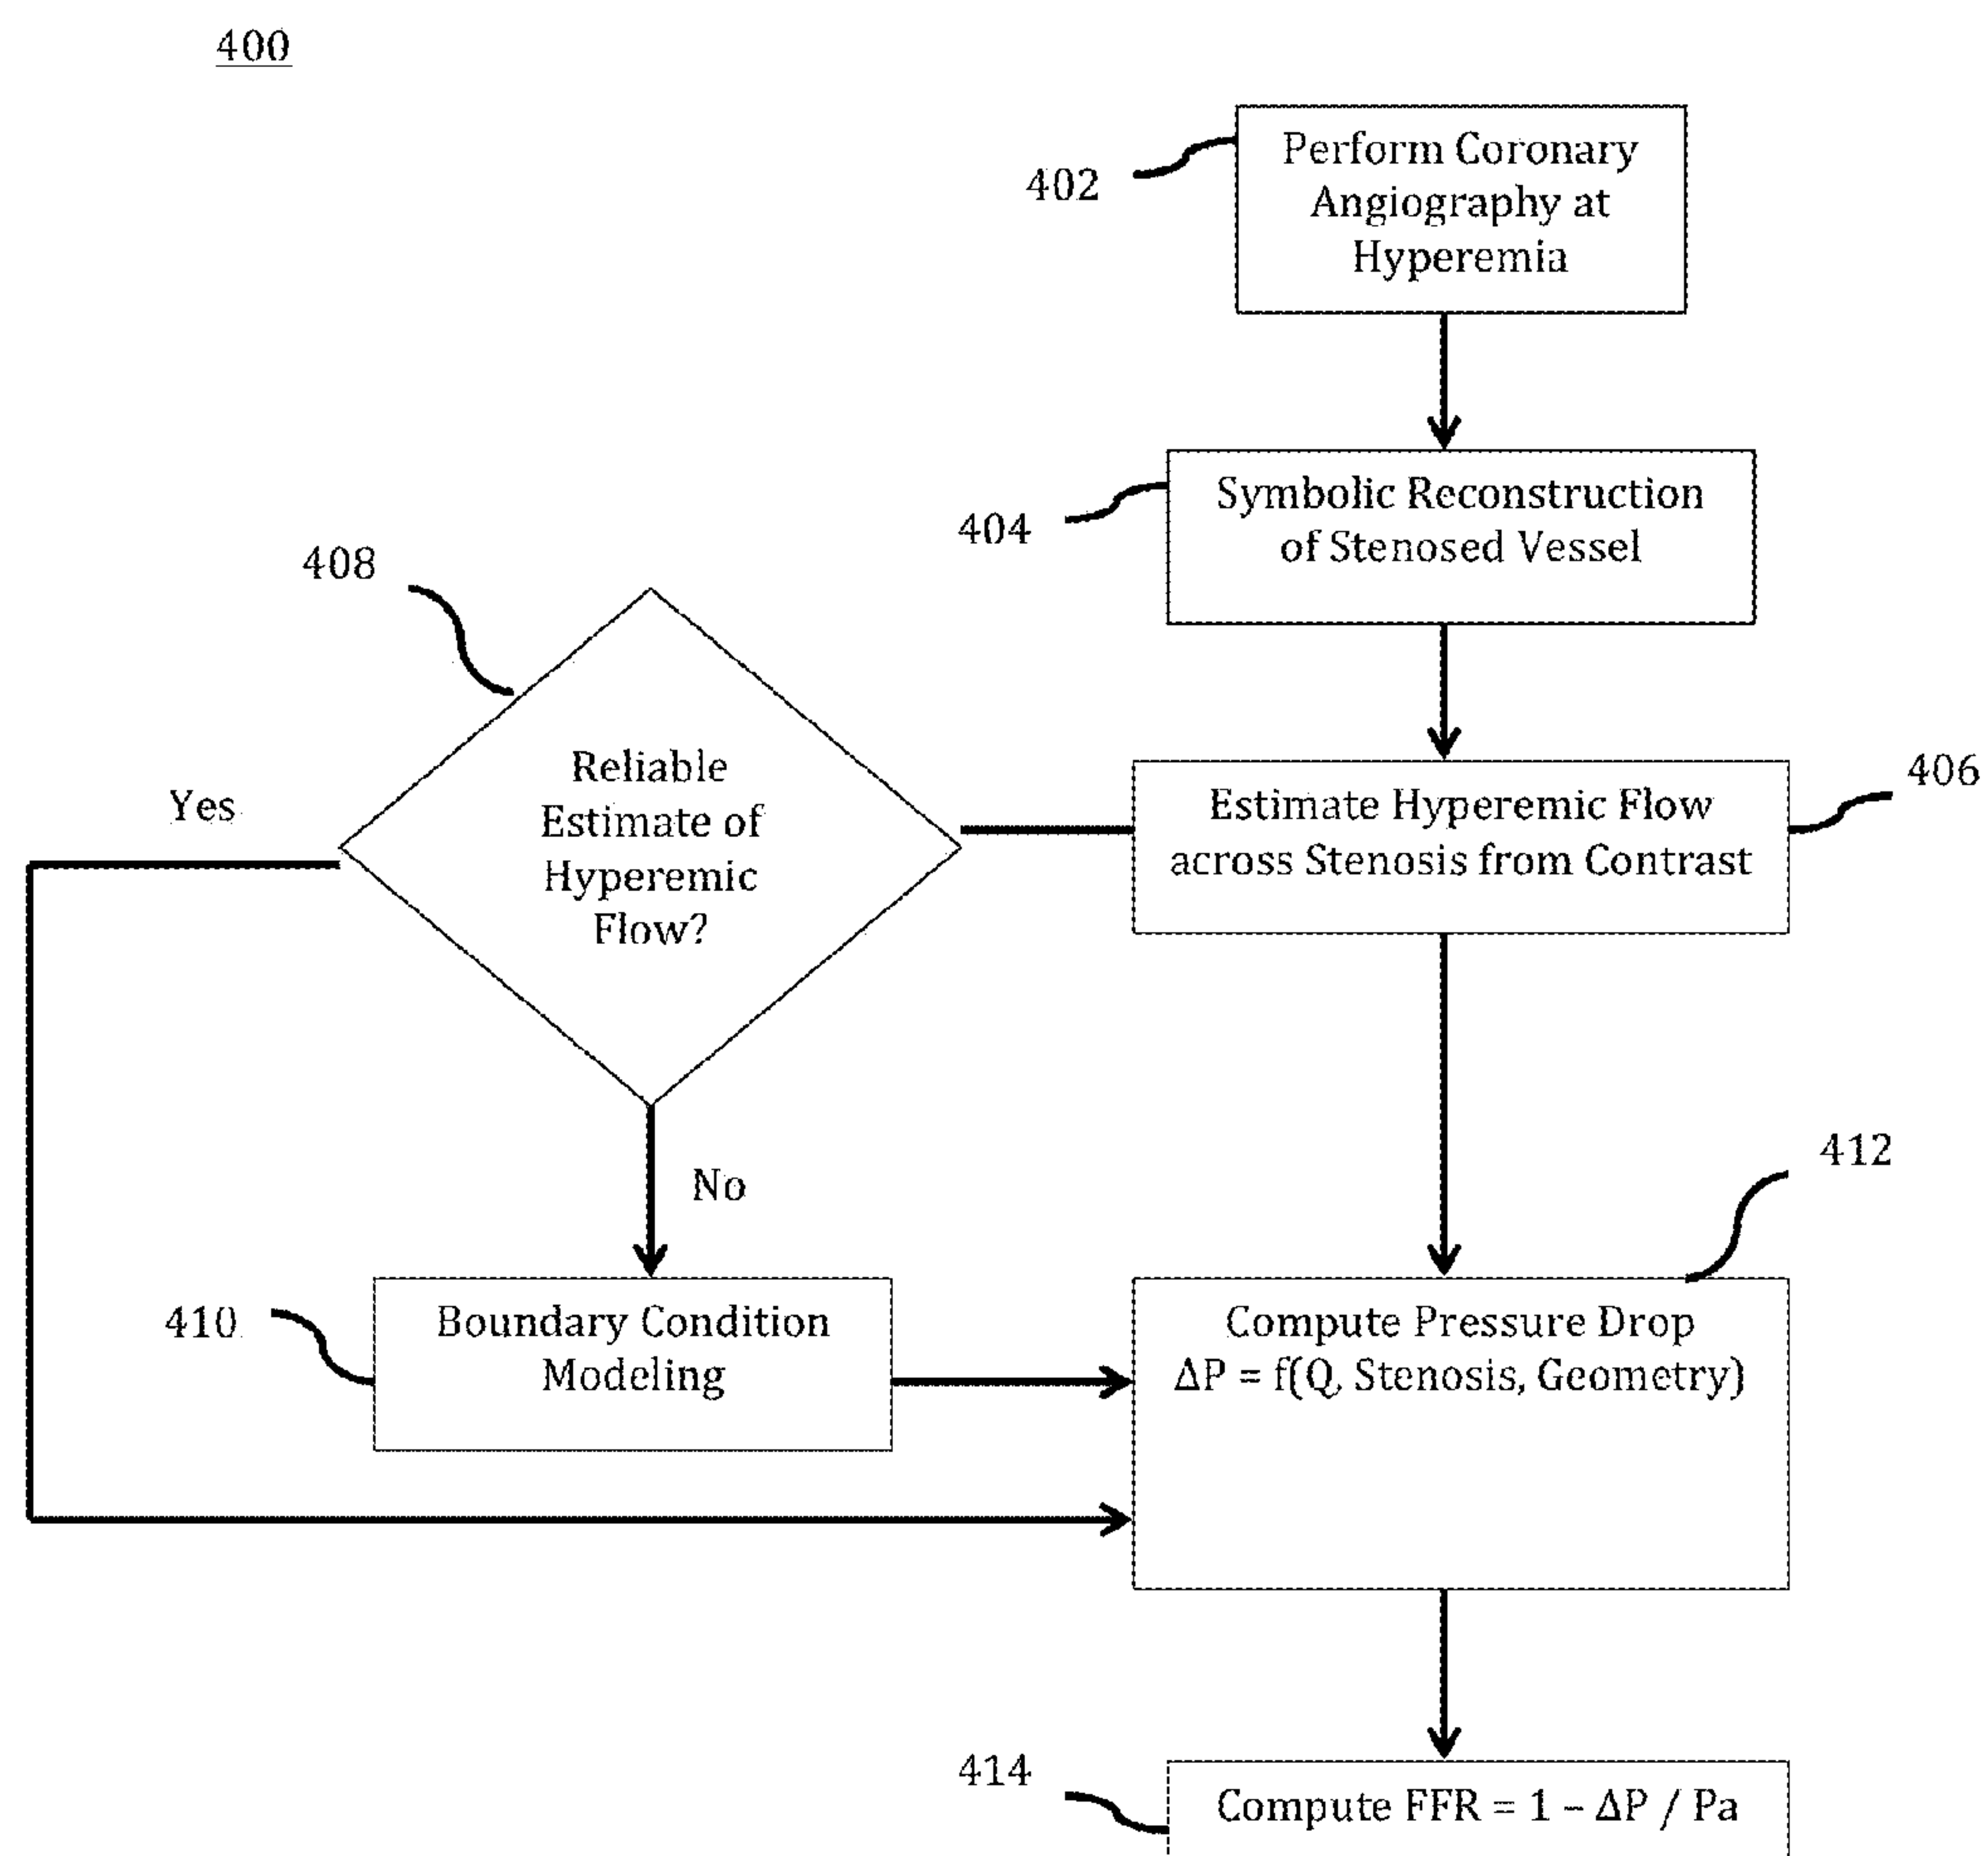 400
402
Perform Coronary
Angiography at
Hyperemia
404
Symbolic Reconstruction
of Stenosed Vessel
406
Estimate Hyperemic Flow
across Stenosis from Contrast
408
Reliable
Estimate of
Hyperemic
Flow?
Yes
No
410
Boundary Condition
Modeling
412
Compute Pressure Drop
ΔP = f(Q, Stenosis, Geometry)
414
Compute FFR = 1 – ΔP / Pa